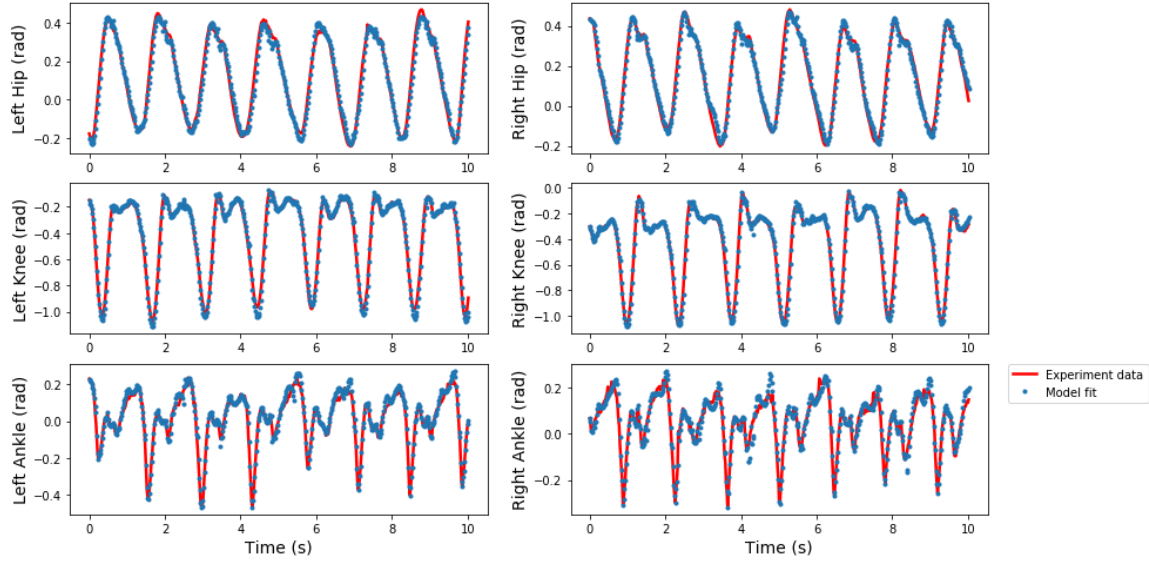 Left Hip (rad)
0.4
0.2
0.0
−0.2
0 2 4 6 8 10
Right Hip (rad)
0.4
0.2
0.0
−0.2
0 2 4 6 8 10
Left Knee (rad)
−0.2
−0.4
−0.6
−0.8
−1.0
0 2 4 6 8 10
Right Knee (rad)
0.0
−0.2
−0.4
−0.6
−0.8
−1.0
0 2 4 6 8 10
Left Ankle (rad)
0.2
0.0
−0.2
−0.4
0 2 4 6 8 10
Time (s)
Right Ankle (rad)
0.2
0.0
−0.2
0 2 4 6 8 10
Time (s)
Experiment data
Model fit